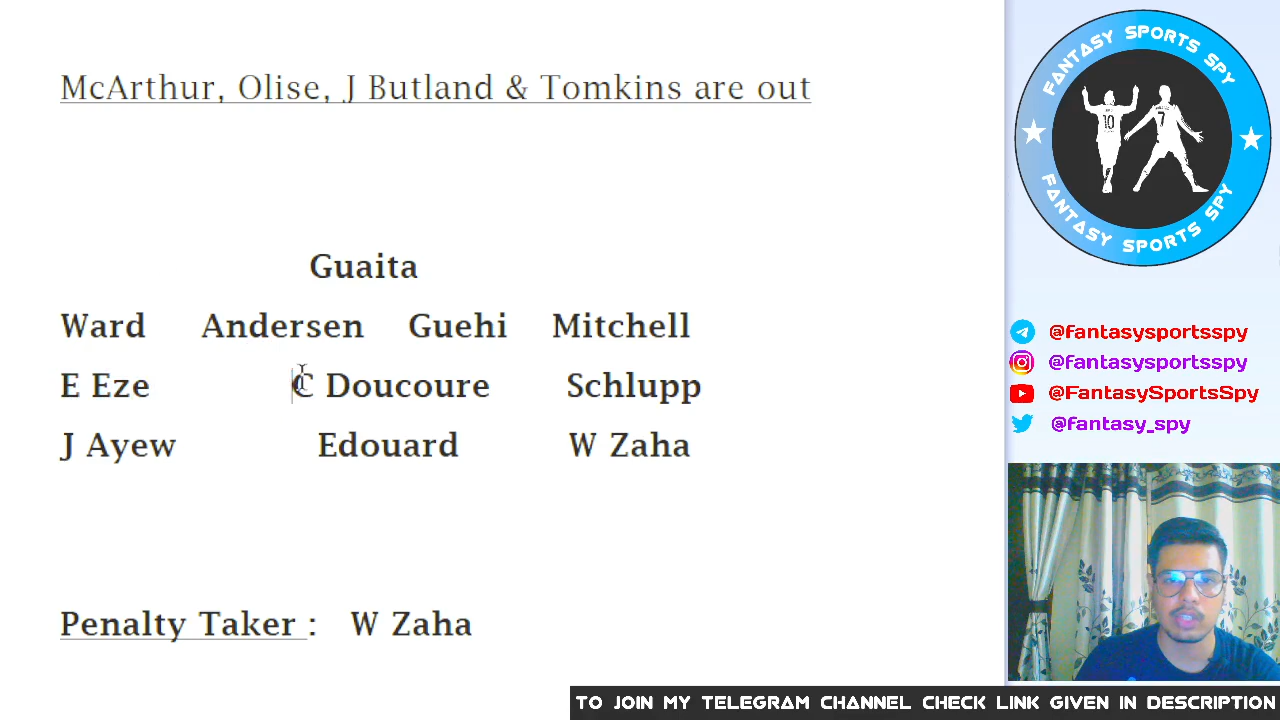 McArthur, Olise, J Butland & Tomkins are out
Guaita
Ward Andersen Guehi Mitchell
E Eze C Doucoure Schlupp
J Ayew Edouard W Zaha
Penalty Taker : W Zaha
FANTASY SPORTS SPY
10 7
FANTASY SPORTS SPY
@fantasysportsspy
@fantasysportsspy
@FantasySportsSpy
@fantasy_spy
TO JOIN MY TELEGRAM CHANNEL CHECK LINK GIVEN IN DESCRIPTION